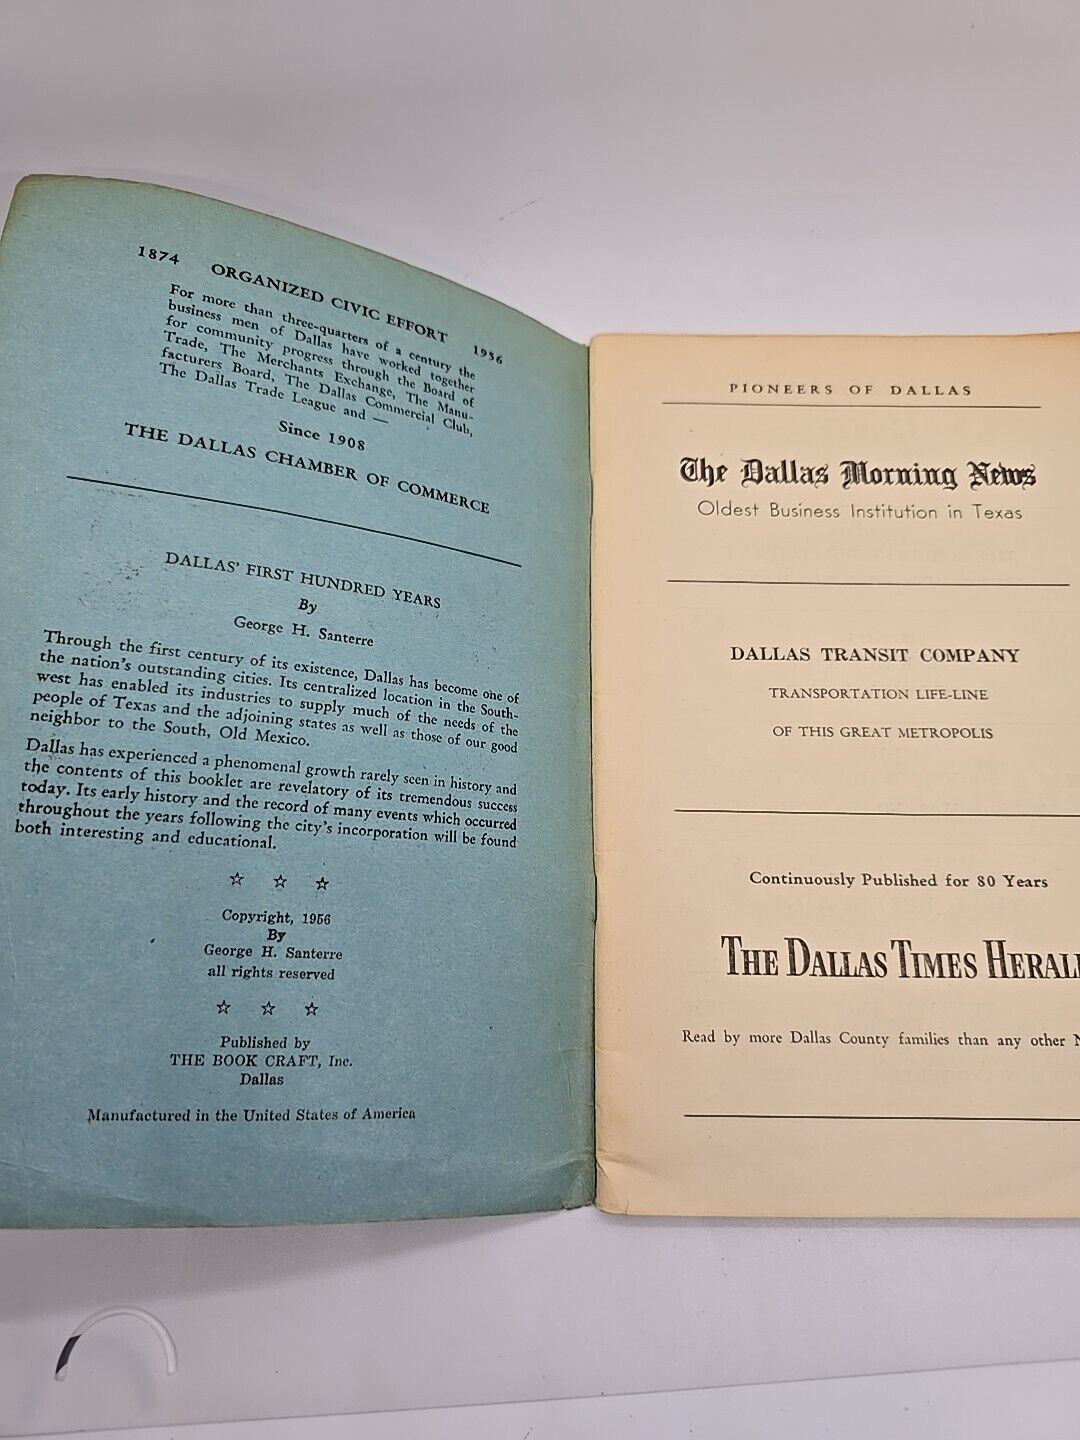 1874 ORGANIZED CIVIC EFFORT 1956
For more than three-quarters of a century the
business men of Dallas have worked together
for community progress through the Board of
Trade, The Merchants Exchange, The Manu-
facturers Board, The Dallas Commercial Club,
The Dallas Trade League and —
Since 1908
THE DALLAS CHAMBER OF COMMERCE
DALLAS' FIRST HUNDRED YEARS
By
George H. Santerre
Through the first century of its existence, Dallas has become one of
the nation's outstanding cities. Its centralized location in the South-
west has enabled its industries to supply much of the needs of the
people of Texas and the adjoining states as well as those of our good
neighbor to the South, Old Mexico.
Dallas has experienced a phenomenal growth rarely seen in history and
the contents of this booklet are revelatory of its tremendous success
today. Its early history and the record of many events which occurred
throughout the years following the city's incorporation will be found
both interesting and educational.
☆ ☆ ☆
Copyright, 1956
By
George H. Santerre
all rights reserved
☆ ☆ ☆
Published by
THE BOOK CRAFT, Inc.
Dallas
Manufactured in the United States of America
PIONEERS OF DALLAS
The Dallas Morning News
Oldest Business Institution in Texas
DALLAS TRANSIT COMPANY
TRANSPORTATION LIFE-LINE
OF THIS GREAT METROPOLIS
Continuously Published for 80 Years
THE DALLAS TIMES HERAL
Read by more Dallas County families than any other N